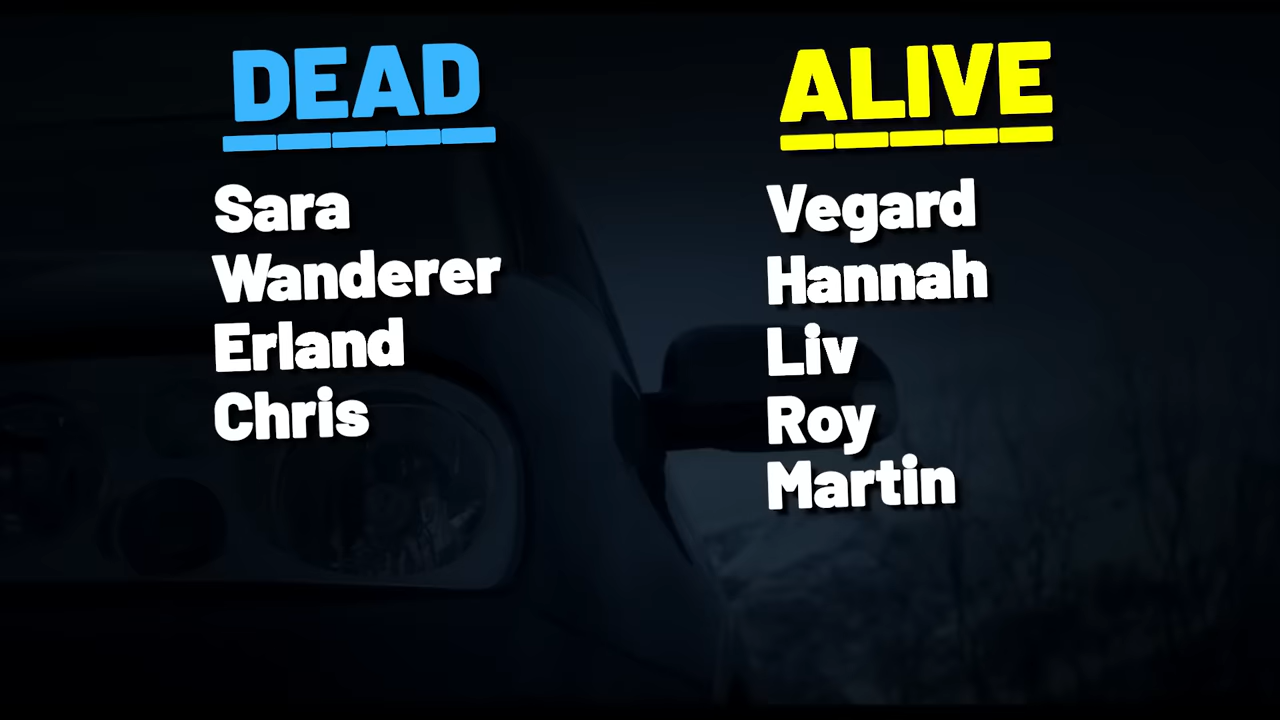 DEAD
Sara
Wanderer
Erland
Chris
ALIVE
Vegard
Hannah
Liv
Roy
Martin